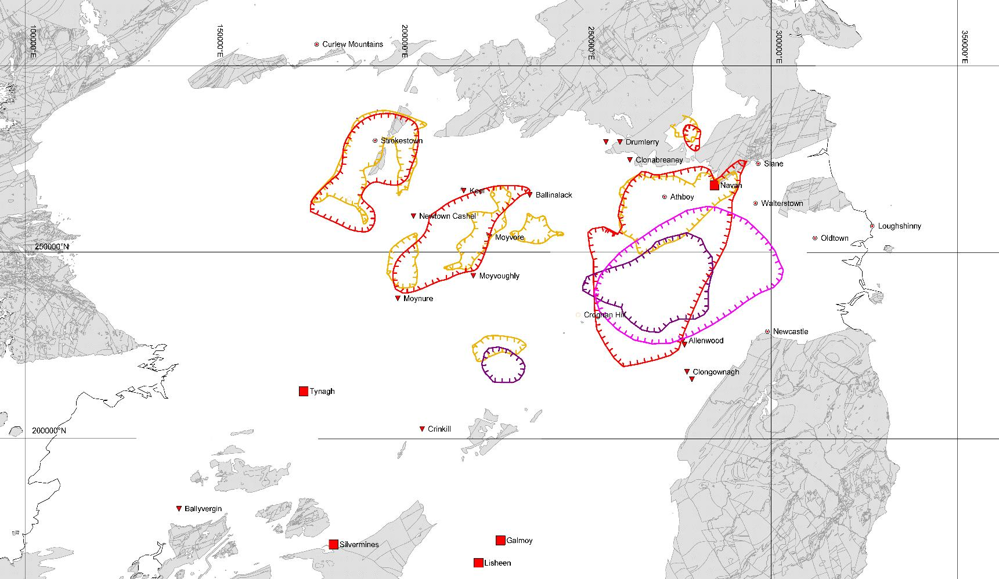 100000°E
150000°E
200000°E
250000°E
300000°E
350000°E
Curlew Mountains
Strokestown
Drumlerry
Clonabreaney
Slane
Navan
Keel
Ballinalack
Athboy
Walterstown
Newtown Cashel
Loughshinny
Moyvore
Oldtown
250000°N
Moyvoughly
Moynure
Croghan Hill
Newcastle
Allenwood
Clongownagh
Tynagh
Crinkill
200000°N
Ballyvergin
Galmoy
Silvermines
Lisheen